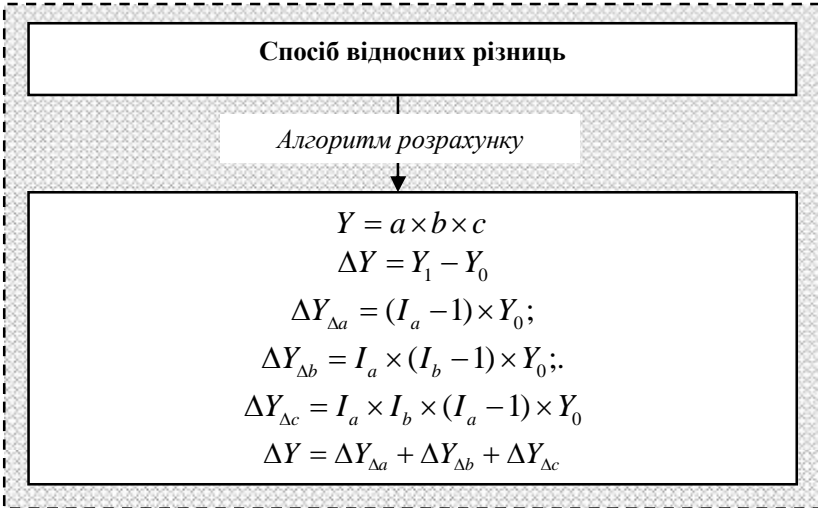 Спосіб відносних різниць
Алгоритм розрахунку
Y = a × b × c
ΔY = Y₁ − Y₀
ΔY_Δa = (I_a − 1) × Y₀;
ΔY_Δb = I_a × (I_b − 1) × Y₀;.
ΔY_Δc = I_a × I_b × (I_a − 1) × Y₀
ΔY = ΔY_Δa + ΔY_Δb + ΔY_Δc